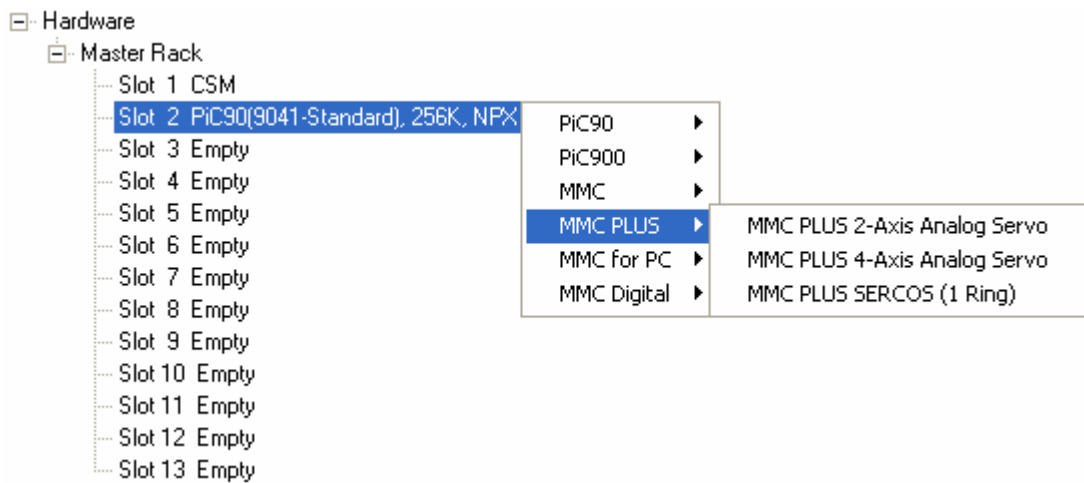 Hardware
Master Rack
Slot 1 CSM
Slot 2 PiC90(9041-Standard), 256K, NPX
Slot 3 Empty
Slot 4 Empty
Slot 5 Empty
Slot 6 Empty
Slot 7 Empty
Slot 8 Empty
Slot 9 Empty
Slot 10 Empty
Slot 11 Empty
Slot 12 Empty
Slot 13 Empty
PiC90
PiC900
MMC
MMC PLUS
MMC for PC
MMC Digital
MMC PLUS 2-Axis Analog Servo
MMC PLUS 4-Axis Analog Servo
MMC PLUS SERCOS (1 Ring)